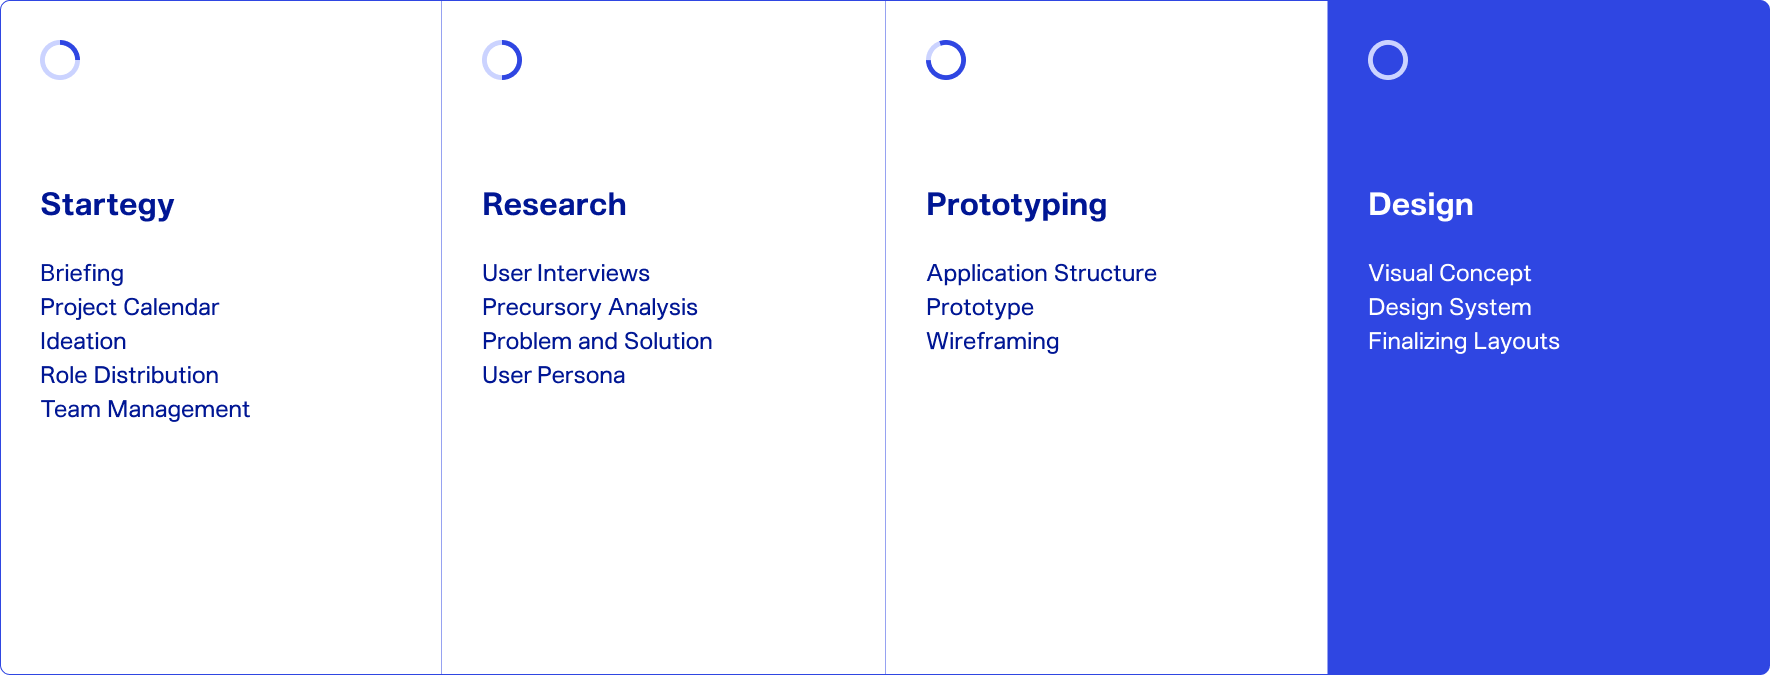 Startegy
Briefing
Project Calendar
Ideation
Role Distribution
Team Management
Research
User Interviews
Precursory Analysis
Problem and Solution
User Persona
Prototyping
Application Structure
Prototype
Wireframing
Design
Visual Concept
Design System
Finalizing Layouts